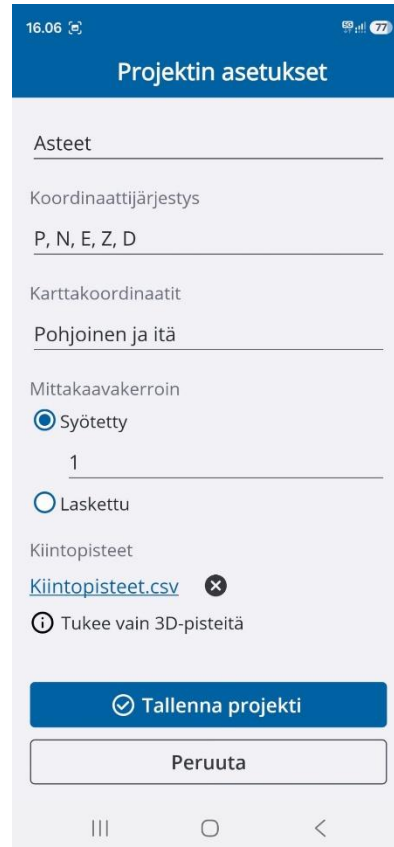 16.06
77
Projektin asetukset
Asteet
Koordinaattijärjestys
P, N, E, Z, D
Karttakoordinaatit
Pohjoinen ja itä
Mittakaavakerroin
Syötetty
1
Laskettu
Kiintopisteet
Kiintopisteet.csv
Tukee vain 3D-pisteitä
Tallenna projekti
Peruuta